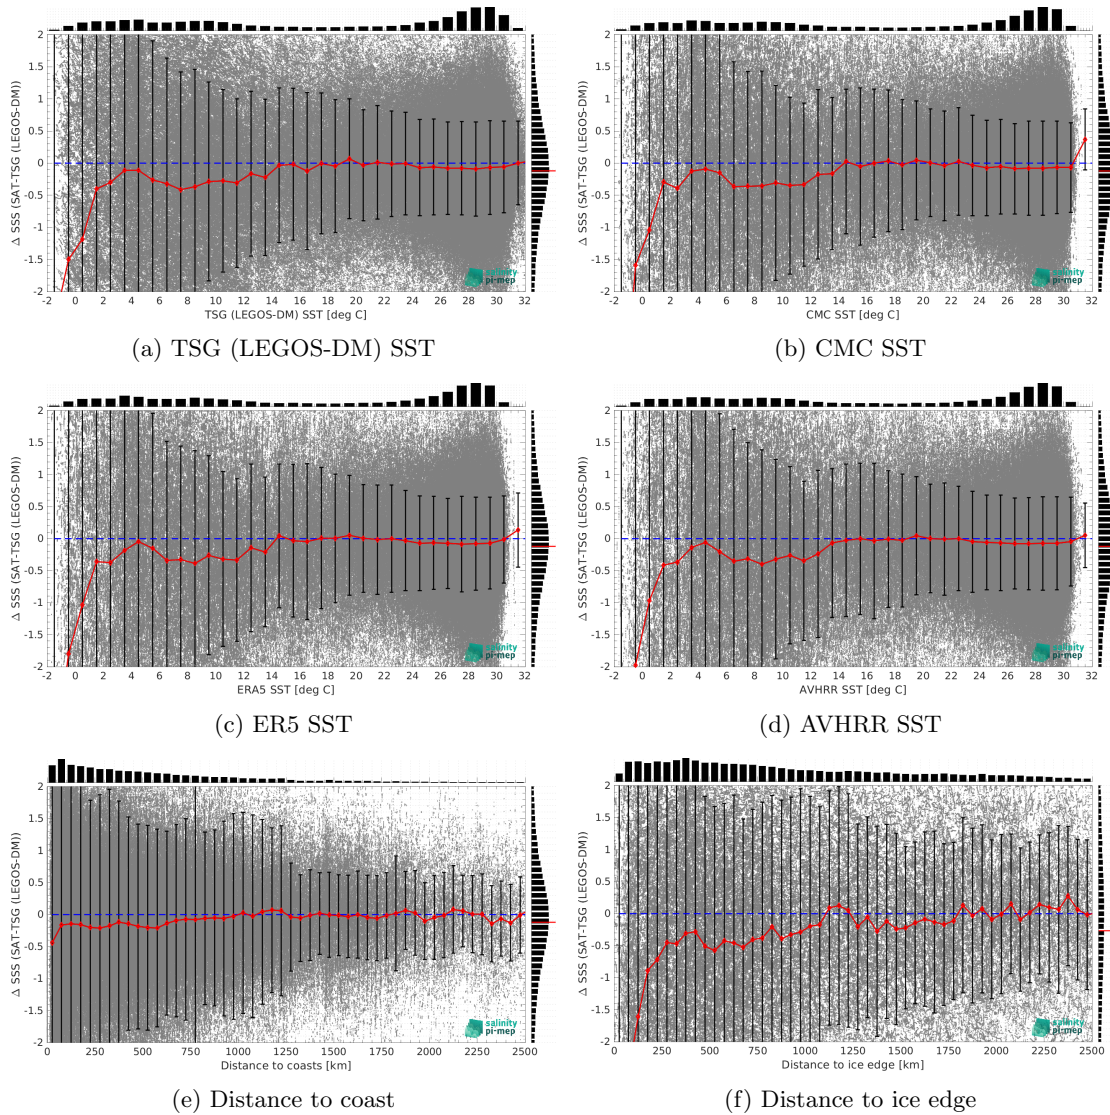 2
1.5
1
0.5
0
-0.5
-1
-1.5
-2
Δ SSS (SAT-TSG (LEGOS-DM))
salinity
pi-mep
-2 0 2 4 6 8 10 12 14 16 18 20 22 24 26 28 30 32
TSG (LEGOS-DM) SST [deg C]
(a) TSG (LEGOS-DM) SST
2
1.5
1
0.5
0
-0.5
-1
-1.5
-2
Δ SSS (SAT-TSG (LEGOS-DM))
salinity
pi-mep
-2 0 2 4 6 8 10 12 14 16 18 20 22 24 26 28 30 32
CMC SST [deg C]
(b) CMC SST
2
1.5
1
0.5
0
-0.5
-1
-1.5
-2
Δ SSS (SAT-TSG (LEGOS-DM))
salinity
pi-mep
-2 0 2 4 6 8 10 12 14 16 18 20 22 24 26 28 30 32
ERA5 SST [deg C]
(c) ER5 SST
2
1.5
1
0.5
0
-0.5
-1
-1.5
-2
Δ SSS (SAT-TSG (LEGOS-DM))
salinity
pi-mep
-2 0 2 4 6 8 10 12 14 16 18 20 22 24 26 28 30 32
AVHRR SST [deg C]
(d) AVHRR SST
2
1.5
1
0.5
0
-0.5
-1
-1.5
-2
Δ SSS (SAT-TSG (LEGOS-DM))
salinity
pi-mep
0 250 500 750 1000 1250 1500 1750 2000 2250 2500
Distance to coasts [km]
(e) Distance to coast
2
1.5
1
0.5
0
-0.5
-1
-1.5
-2
Δ SSS (SAT-TSG (LEGOS-DM))
salinity
pi-mep
0 250 500 750 1000 1250 1500 1750 2000 2250 2500
Distance to ice edge [km]
(f) Distance to ice edge